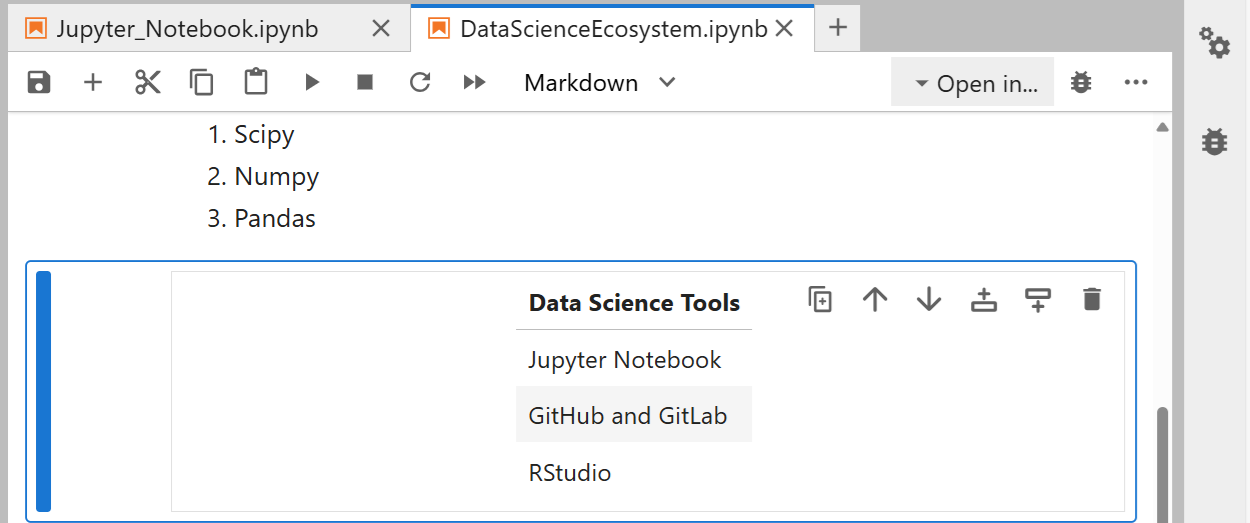 Jupyter_Notebook.ipynb
DataScienceEcosystem.ipynb
Markdown
Open in...
1. Scipy
2. Numpy
3. Pandas
Data Science Tools
Jupyter Notebook
GitHub and GitLab
RStudio